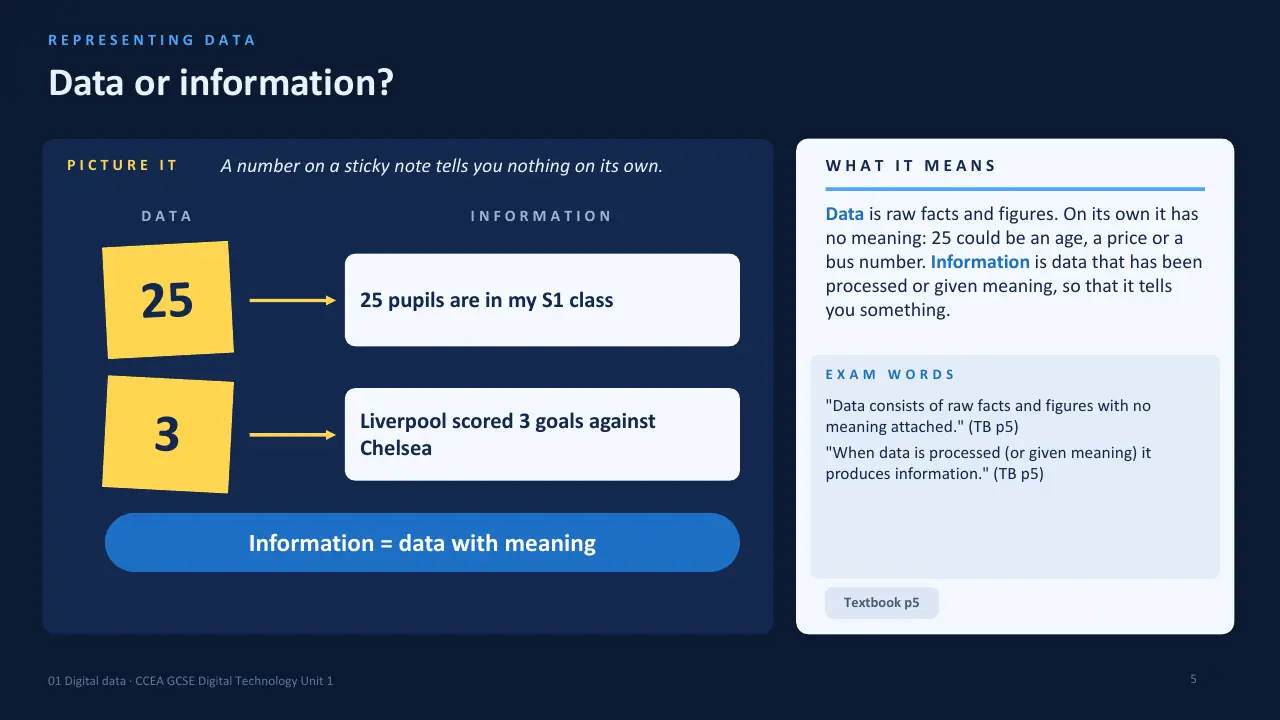 REPRESENTING DATA
Data or information?
PICTURE IT
A number on a sticky note tells you nothing on its own.
DATA
INFORMATION
25
25 pupils are in my S1 class
3
Liverpool scored 3 goals against
Chelsea
Information = data with meaning
WHAT IT MEANS
Data is raw facts and figures. On its own it has
no meaning: 25 could be an age, a price or a
bus number. Information is data that has been
processed or given meaning, so that it tells
you something.
EXAM WORDS
"Data consists of raw facts and figures with no
meaning attached." (TB p5)
"When data is processed (or given meaning) it
produces information." (TB p5)
Textbook p5
01 Digital data · CCEA GCSE Digital Technology Unit 1
5